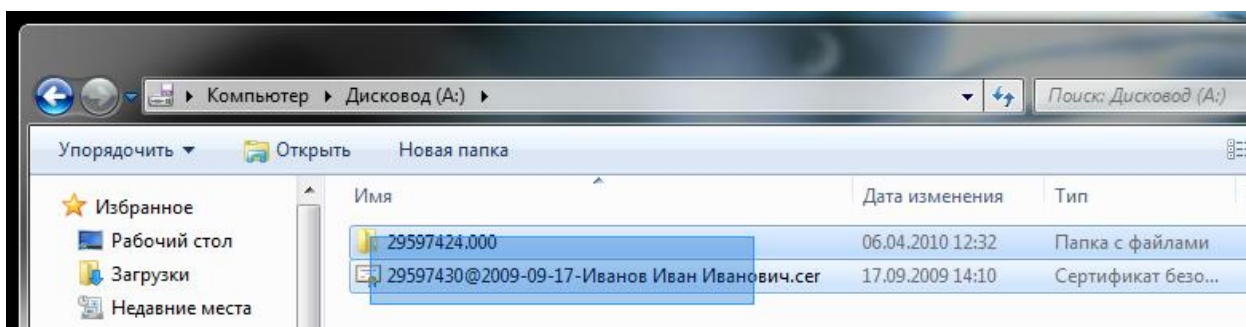 Компьютер ▸ Дисковод (A:) ▸ Поиск: Дисковод (A:)
Упорядочить Открыть Новая папка
Избранное Имя Дата изменения Тип
Рабочий стол 29597424.000 06.04.2010 12:32 Папка с файлами
Загрузки 29597430@2009-09-17-Иванов Иван Иванович.cer 17.09.2009 14:10 Сертификат безо...
Недавние места